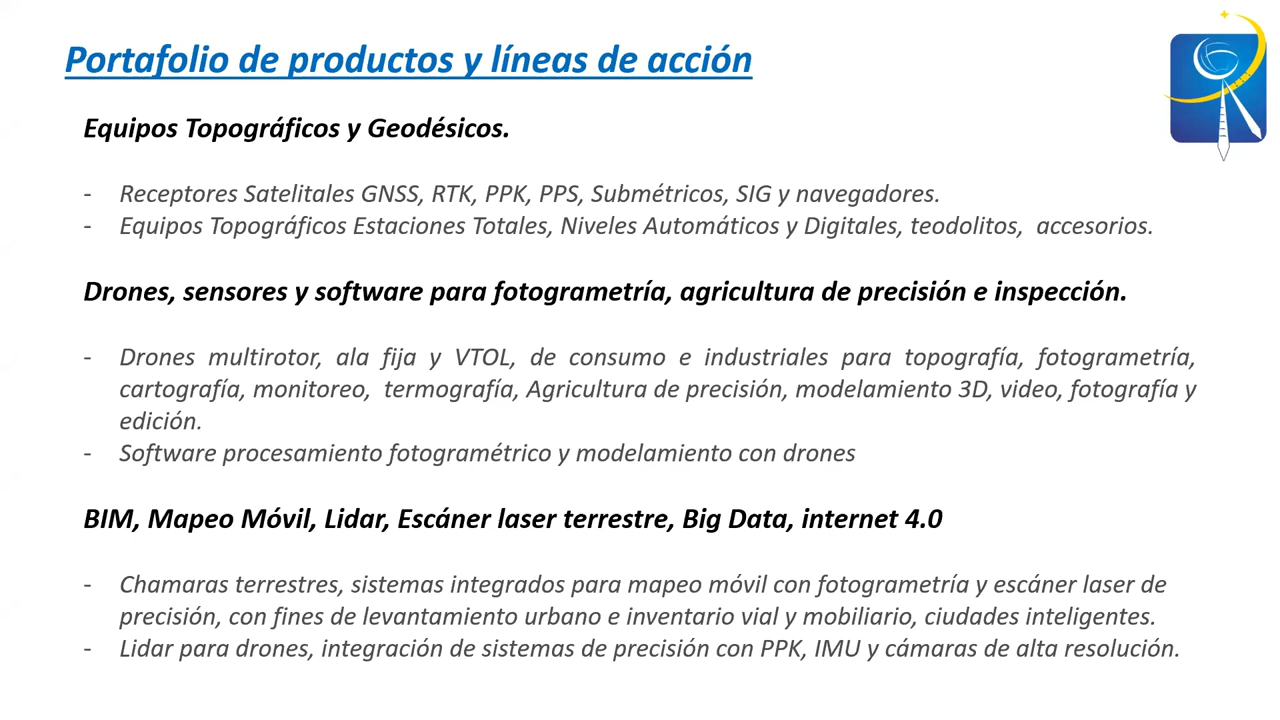 Portafolio de productos y líneas de acción
Equipos Topográficos y Geodésicos.
- Receptores Satelitales GNSS, RTK, PPK, PPS, Submétricos, SIG y navegadores.
- Equipos Topográficos Estaciones Totales, Niveles Automáticos y Digitales, teodolitos, accesorios.
Drones, sensores y software para fotogrametría, agricultura de precisión e inspección.
- Drones multirotor, ala fija y VTOL, de consumo e industriales para topografía, fotogrametría,
cartografía, monitoreo, termografía, Agricultura de precisión, modelamiento 3D, video, fotografía y
edición.
- Software procesamiento fotogramétrico y modelamiento con drones
BIM, Mapeo Móvil, Lidar, Escáner laser terrestre, Big Data, internet 4.0
- Chamaras terrestres, sistemas integrados para mapeo móvil con fotogrametría y escáner laser de
precisión, con fines de levantamiento urbano e inventario vial y mobiliario, ciudades inteligentes.
- Lidar para drones, integración de sistemas de precisión con PPK, IMU y cámaras de alta resolución.